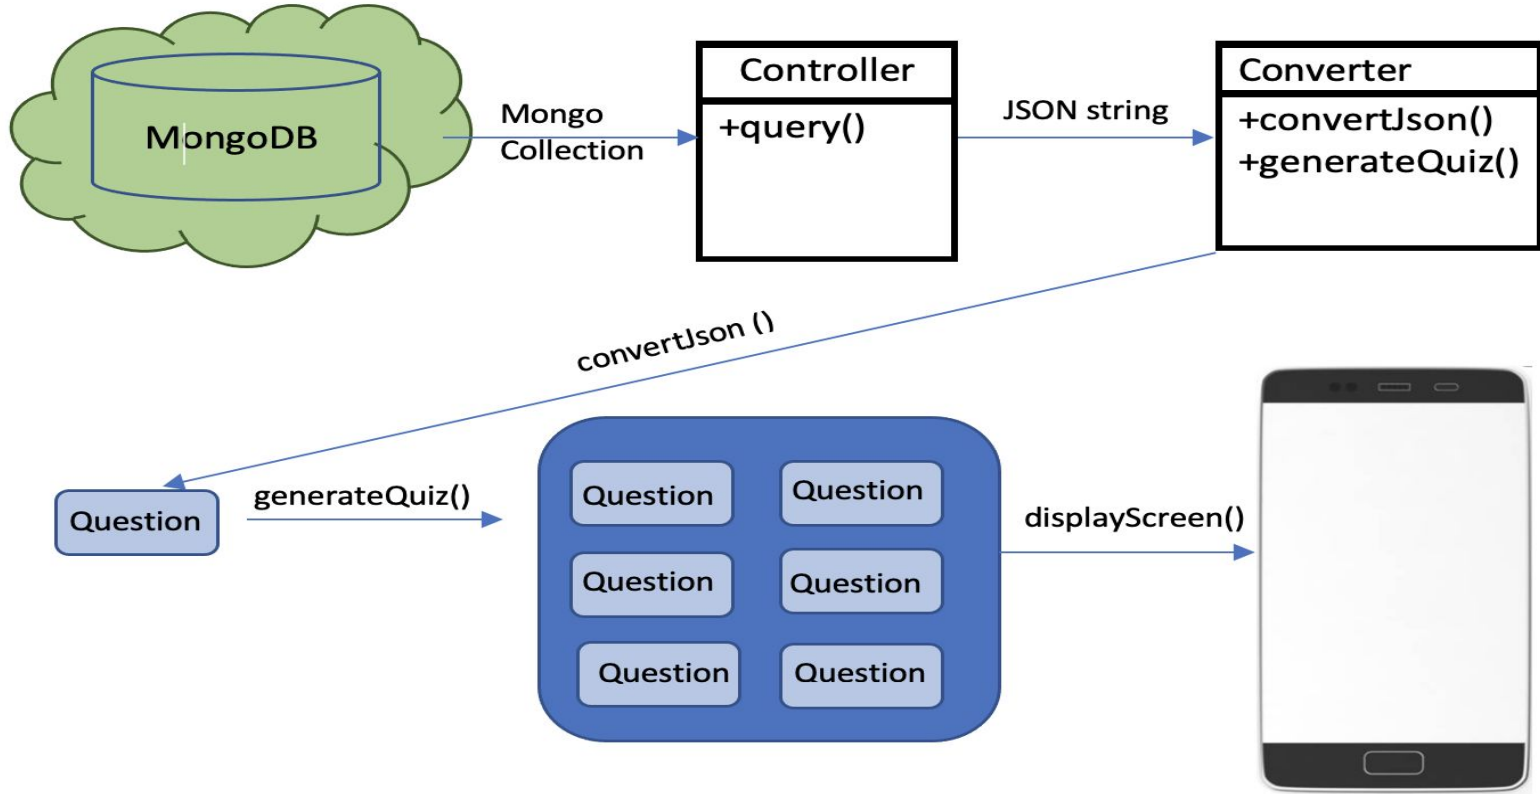 MongoDB
Mongo
Collection
Controller
+query()
JSON string
Converter
+convertJson()
+generateQuiz()
convertJson ()
Question
generateQuiz()
Question
Question
Question
Question
Question
Question
displayScreen()